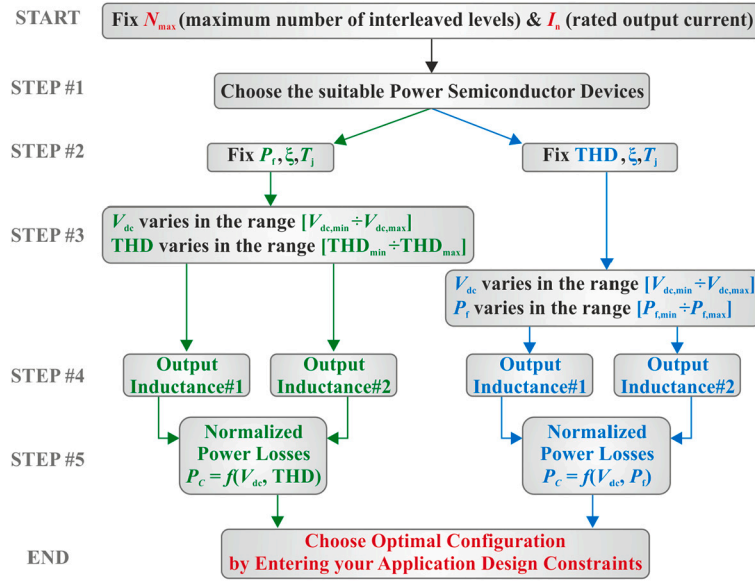 START
Fix Nmax (maximum number of interleaved levels) & In (rated output current)
STEP #1
Choose the suitable Power Semiconductor Devices
STEP #2
Fix Pf, ξ, Tj
Fix THD, ξ, Tj
STEP #3
Vdc varies in the range [Vdc,min÷Vdc,max]
THD varies in the range [THDmin÷THDmax]
Vdc varies in the range [Vdc,min÷Vdc,max]
Pf varies in the range [Pf,min÷Pf,max]
STEP #4
Output
Inductance#1
Output
Inductance#2
Output
Inductance#1
Output
Inductance#2
STEP #5
Normalized
Power Losses
PC = f(Vdc, THD)
Normalized
Power Losses
PC = f(Vdc, Pf)
END
Choose Optimal Configuration
by Entering your Application Design Constraints